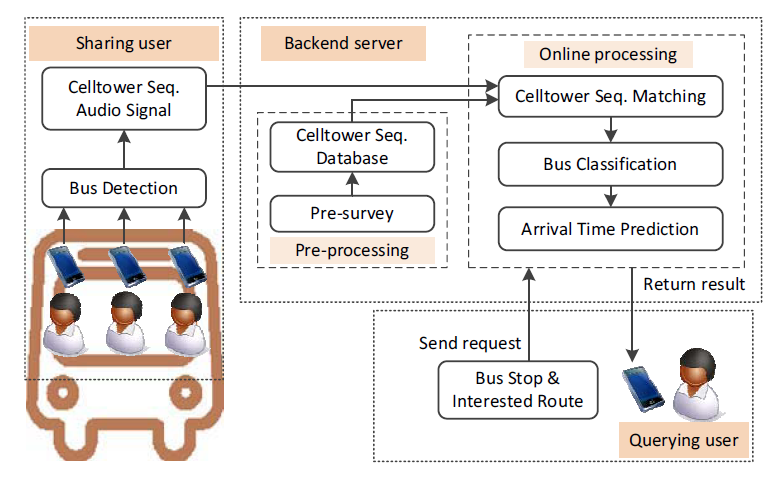 Sharing user
Celltower Seq.
Audio Signal
Bus Detection
Backend server
Celltower Seq.
Database
Pre-survey
Pre-processing
Online processing
Celltower Seq. Matching
Bus Classification
Arrival Time Prediction
Return result
Send request
Bus Stop &
Interested Route
Querying user